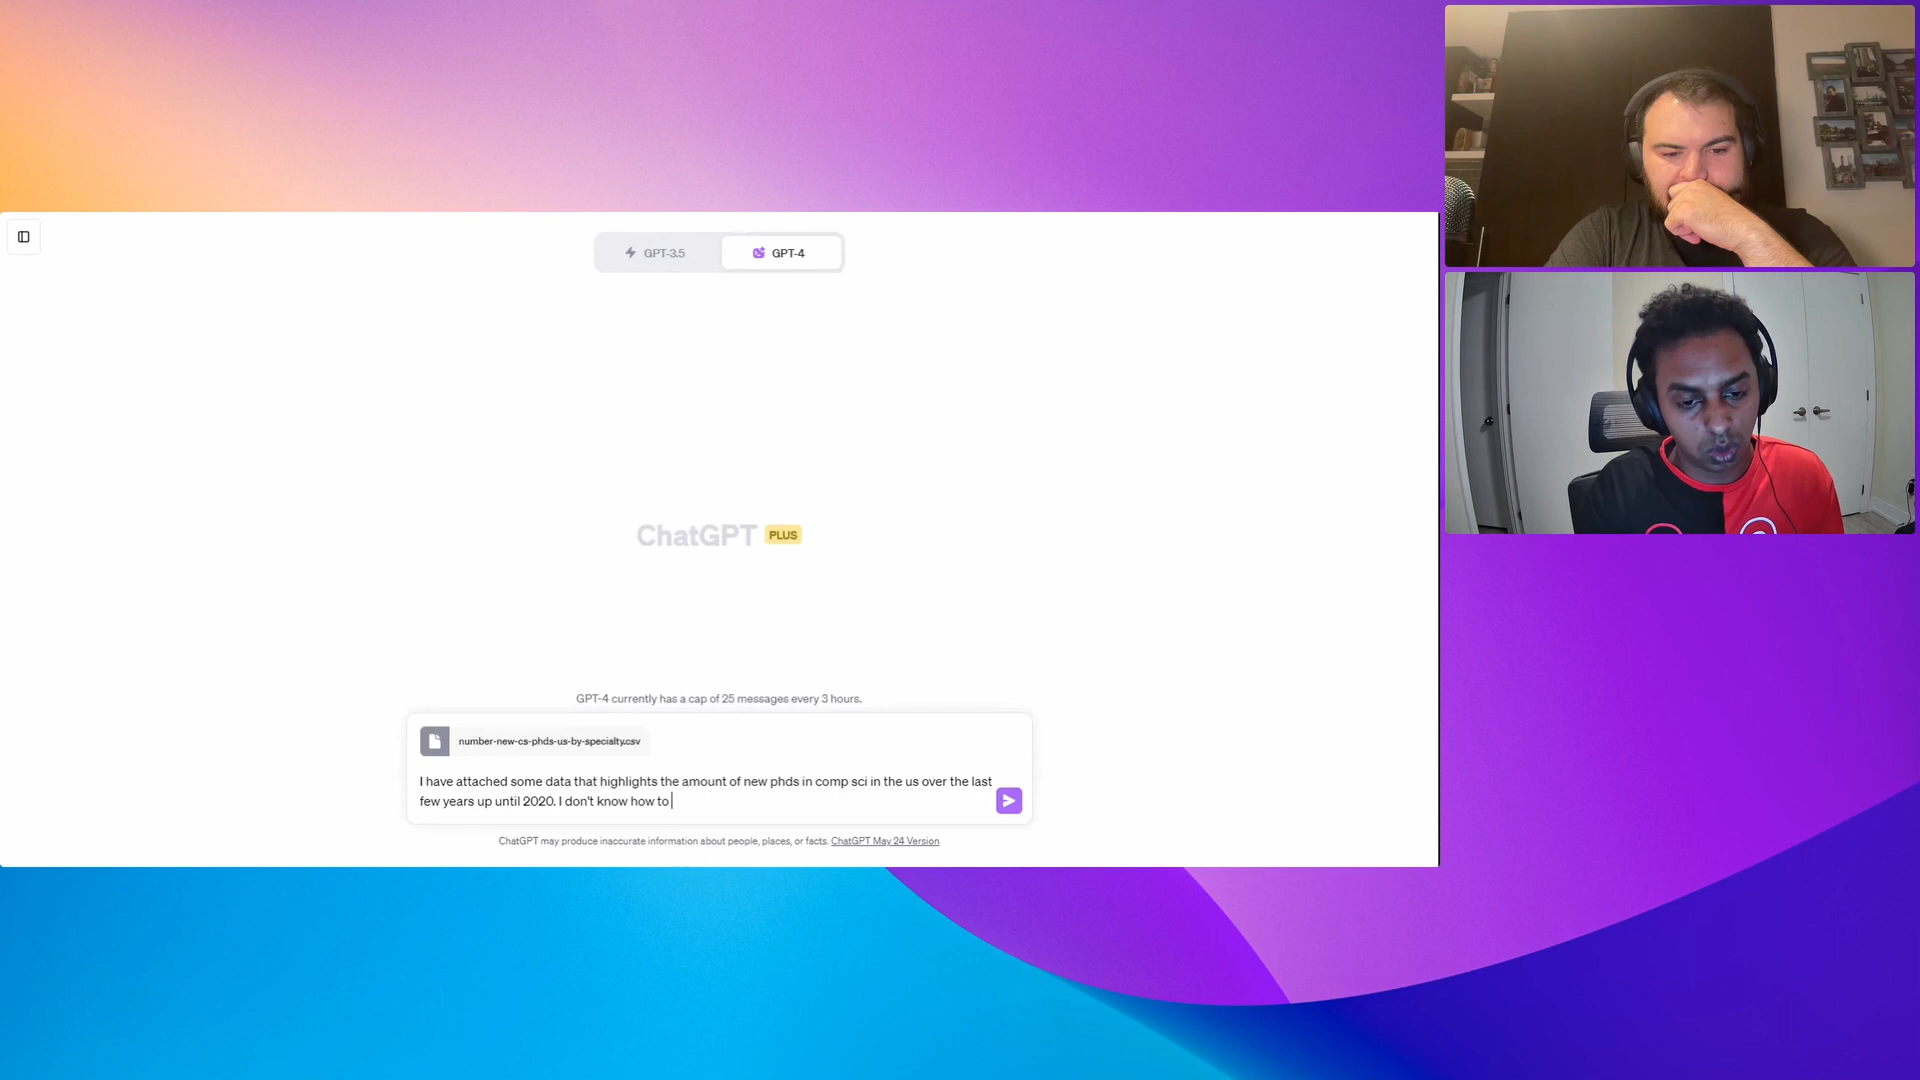 GPT-3.5
GPT-4
ChatGPT PLUS
GPT-4 currently has a cap of 25 messages every 3 hours.
number-new-cs-phds-us-by-specialty.csv
I have attached some data that highlights the amount of new phds in comp sci in the us over the last
few years up until 2020. I don't know how to
ChatGPT may produce inaccurate information about people, places, or facts. ChatGPT May 24 Version